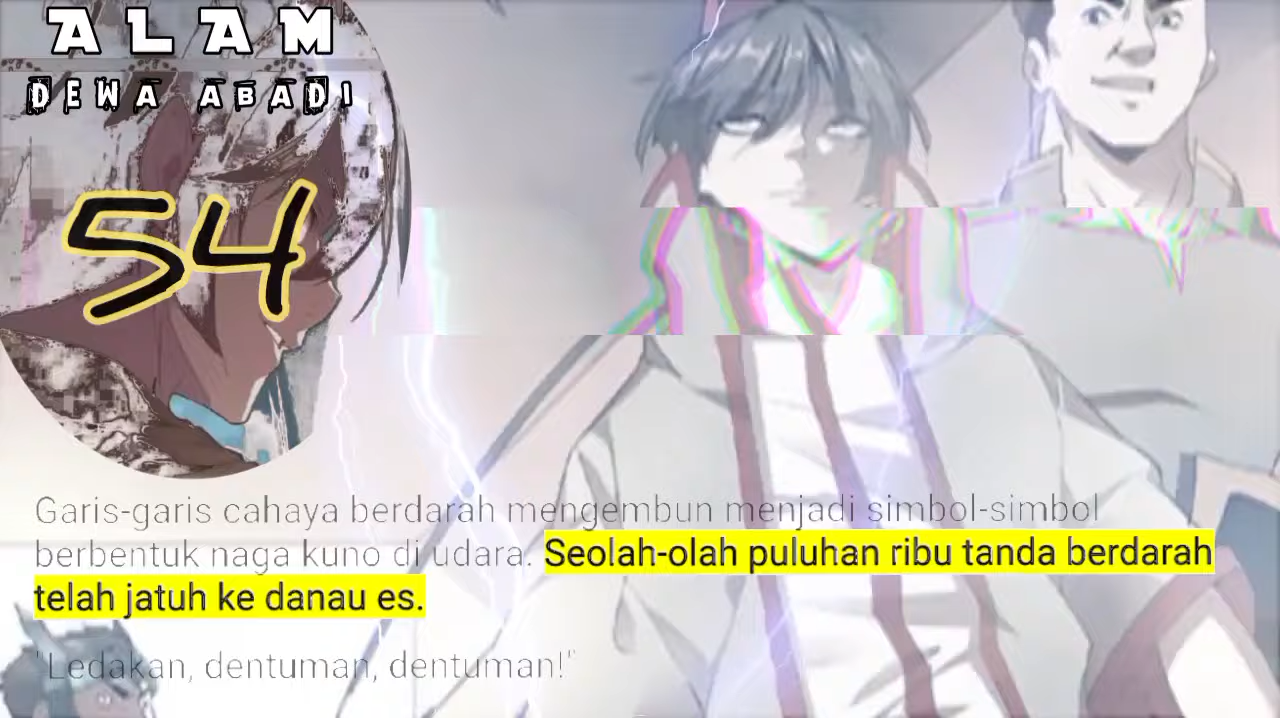 ALAM
DEWA ABADI
54
Garis-garis cahaya berdarah mengembun menjadi simbol-simbol
berbentuk naga kuno di udara. Seolah-olah puluhan ribu tanda berdarah
telah jatuh ke danau es.
"Ledakan, dentuman, dentuman!"